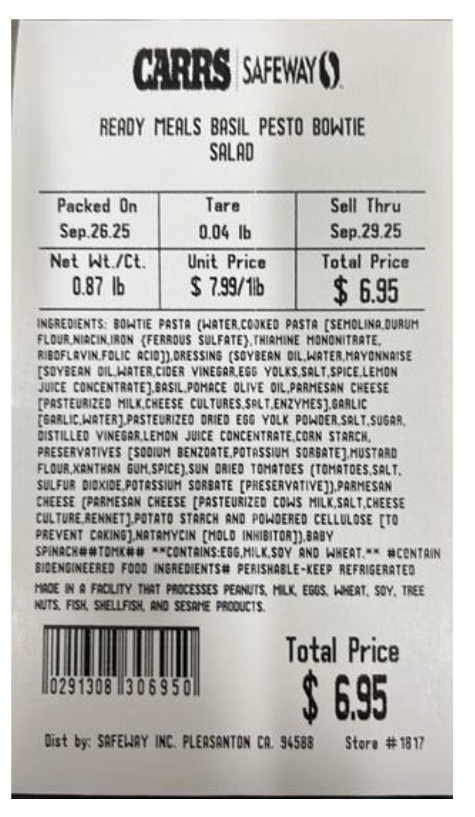 CARRS SAFEWAY
READY MEALS BASIL PESTO BOWTIE
SALAD
Packed On Tare Sell Thru
Sep.26.25 0.04 lb Sep.29.25
Net Wt./Ct. Unit Price Total Price
0.87 lb $ 7.99/1lb $ 6.95
INGREDIENTS: BOWTIE PASTA (WATER,COOKED PASTA [SEMOLINA,DURUM
FLOUR,NIACIN,IRON {FERROUS SULFATE},THIAMINE MONONITRATE,
RIBOFLAVIN,FOLIC ACID]),DRESSING (SOYBEAN OIL,WATER,MAYONNAISE
[SOYBEAN OIL,WATER,CIDER VINEGAR,EGG YOLKS,SALT,SPICE,LEMON
JUICE CONCENTRATE],BASIL,POMACE OLIVE OIL,PARMESAN CHEESE
[PASTEURIZED MILK,CHEESE CULTURES,SALT,ENZYMES],GARLIC
[GARLIC,WATER],PASTEURIZED DRIED EGG YOLK POWDER,SALT,SUGAR,
DISTILLED VINEGAR,LEMON JUICE CONCENTRATE,CORN STARCH,
PRESERVATIVES [SODIUM BENZOATE,POTASSIUM SORBATE],MUSTARD
FLOUR,XANTHAN GUM,SPICE),SUN DRIED TOMATOES (TOMATOES,SALT,
SULFUR DIOXIDE,POTASSIUM SORBATE [PRESERVATIVE]),PARMESAN
CHEESE (PARMESAN CHEESE [PASTEURIZED COWS MILK,SALT,CHEESE
CULTURE,RENNET],POTATO STARCH AND POWDERED CELLULOSE [TO
PREVENT CAKING],NATAMYCIN [MOLD INHIBITOR]),BABY
SPINACH##TDMK## **CONTAINS:EGG,MILK,SOY AND WHEAT.** #CONTAIN
BIOENGINEERED FOOD INGREDIENTS# PERISHABLE-KEEP REFRIGERATED
MADE IN A FACILITY THAT PROCESSES PEANUTS, MILK, EGGS, WHEAT, SOY, TREE
NUTS, FISH, SHELLFISH, AND SESAME PRODUCTS.
0291308 306950
Total Price
$ 6.95
Dist by: SAFEWAY INC. PLEASANTON CA. 94588 Store #1817